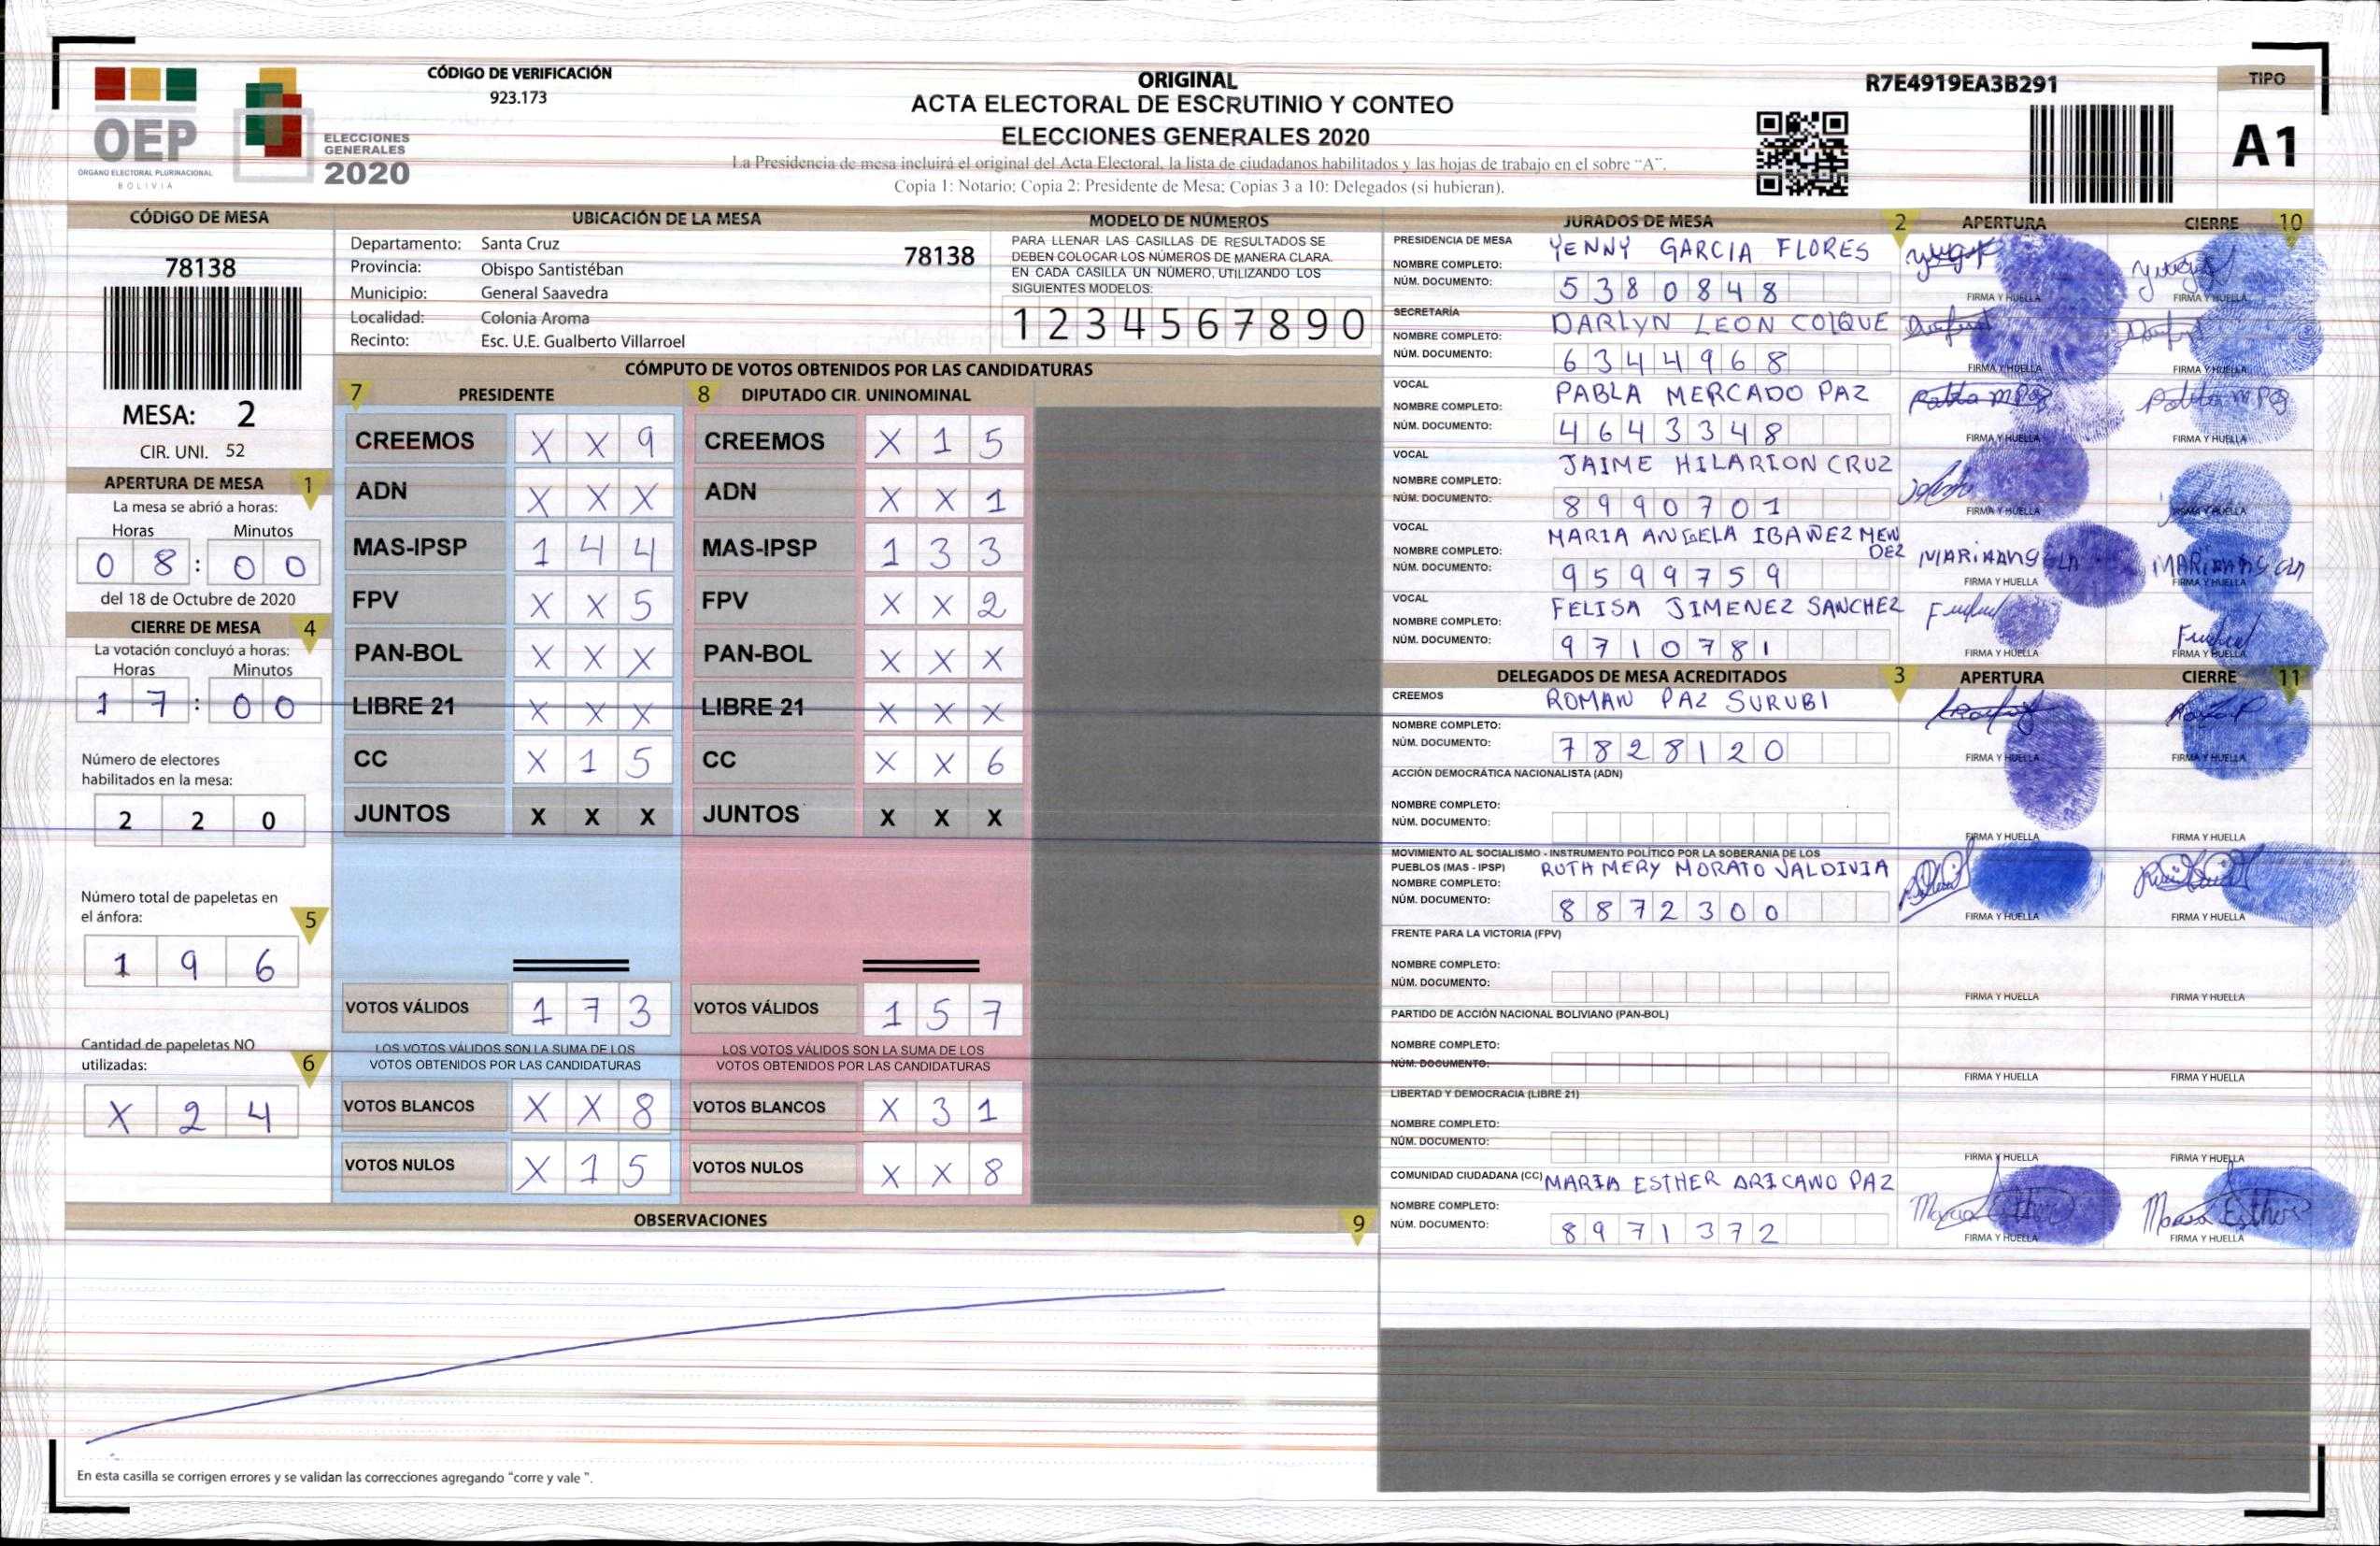 CÓDIGO DE VERIFICACIÓN
923.173
ORIGINAL
ACTA ELECTORAL DE ESCRUTINIO Y CONTEO
ELECCIONES GENERALES 2020
La Presidencia de mesa incluirá el original del Acta Electoral, la lista de ciudadanos habilitados y las hojas de trabajo en el sobre "A".
Copia 1: Notario; Copia 2: Presidente de Mesa; Copias 3 a 10: Delegados (si hubieran).
R7E4919EA3B291
TIPO
A1
OEP
ÓRGANO ELECTORAL PLURINACIONAL
BOLIVIA
ELECCIONES
GENERALES
2020
CÓDIGO DE MESA
78138
MESA: 2
CIR. UNI. 52
APERTURA DE MESA 1
La mesa se abrió a horas:
Horas Minutos
0 8 : 0 0
del 18 de Octubre de 2020
CIERRE DE MESA 4
La votación concluyó a horas:
Horas Minutos
1 7 : 0 0
Número de electores
habilitados en la mesa:
2 2 0
Número total de papeletas en
el ánfora: 5
1 9 6
Cantidad de papeletas NO
utilizadas: 6
X 2 4
UBICACIÓN DE LA MESA
Departamento: Santa Cruz
78138
Provincia: Obispo Santistéban
Municipio: General Saavedra
Localidad: Colonia Aroma
Recinto: Esc. U.E. Gualberto Villarroel
MODELO DE NÚMEROS
PARA LLENAR LAS CASILLAS DE RESULTADOS SE
DEBEN COLOCAR LOS NÚMEROS DE MANERA CLARA.
EN CADA CASILLA UN NÚMERO, UTILIZANDO LOS
SIGUIENTES MODELOS:
1 2 3 4 5 6 7 8 9 0
CÓMPUTO DE VOTOS OBTENIDOS POR LAS CANDIDATURAS
7 PRESIDENTE
CREEMOS X X 9
ADN X X X
MAS-IPSP 1 4 4
FPV X X 5
PAN-BOL X X X
LIBRE 21 X X X
CC X 1 5
JUNTOS X X X
VOTOS VÁLIDOS 1 7 3
LOS VOTOS VÁLIDOS SON LA SUMA DE LOS
VOTOS OBTENIDOS POR LAS CANDIDATURAS
VOTOS BLANCOS X X 8
VOTOS NULOS X 1 5
8 DIPUTADO CIR. UNINOMINAL
CREEMOS X 1 5
ADN X X 1
MAS-IPSP 1 3 3
FPV X X 2
PAN-BOL X X X
LIBRE 21 X X X
CC X X 6
JUNTOS X X X
VOTOS VÁLIDOS 1 5 7
LOS VOTOS VÁLIDOS SON LA SUMA DE LOS
VOTOS OBTENIDOS POR LAS CANDIDATURAS
VOTOS BLANCOS X 3 1
VOTOS NULOS X X 8
OBSERVACIONES 9
En esta casilla se corrigen errores y se validan las correcciones agregando "corre y vale".
JURADOS DE MESA 2 APERTURA CIERRE 10
PRESIDENCIA DE MESA
NOMBRE COMPLETO: YENNY GARCIA FLORES
NÚM. DOCUMENTO: 5380848
FIRMA Y HUELLA FIRMA Y HUELLA
SECRETARÍA
NOMBRE COMPLETO: DARLYN LEON COIQUE
NÚM. DOCUMENTO: 6344968
FIRMA Y HUELLA FIRMA Y HUELLA
VOCAL
NOMBRE COMPLETO: PABLA MERCADO PAZ
NÚM. DOCUMENTO: 4643348
FIRMA Y HUELLA FIRMA Y HUELLA
VOCAL
NOMBRE COMPLETO: JAIME HILARION CRUZ
NÚM. DOCUMENTO: 8990701
FIRMA Y HUELLA FIRMA Y HUELLA
VOCAL
NOMBRE COMPLETO: MARIA ANGELA IBAÑEZ MEN
DEZ
NÚM. DOCUMENTO: 9599759
MARIAANGELA
FIRMA Y HUELLA FIRMA Y HUELLA
VOCAL
NOMBRE COMPLETO: FELISA JIMENEZ SANCHEZ
NÚM. DOCUMENTO: 9710781
FIRMA Y HUELLA FIRMA Y HUELLA
DELEGADOS DE MESA ACREDITADOS 3 APERTURA CIERRE 11
CREEMOS
NOMBRE COMPLETO: ROMAN PAZ SURUBI
NÚM. DOCUMENTO: 7828120
FIRMA Y HUELLA FIRMA Y HUELLA
ACCIÓN DEMOCRÁTICA NACIONALISTA (ADN)
NOMBRE COMPLETO:
NÚM. DOCUMENTO:
FIRMA Y HUELLA FIRMA Y HUELLA
MOVIMIENTO AL SOCIALISMO - INSTRUMENTO POLÍTICO POR LA SOBERANIA DE LOS
PUEBLOS (MAS - IPSP)
NOMBRE COMPLETO: RUTH MERY MORATO VALDIVIA
NÚM. DOCUMENTO: 8872300
FIRMA Y HUELLA FIRMA Y HUELLA
FRENTE PARA LA VICTORIA (FPV)
NOMBRE COMPLETO:
NÚM. DOCUMENTO:
FIRMA Y HUELLA FIRMA Y HUELLA
PARTIDO DE ACCIÓN NACIONAL BOLIVIANO (PAN-BOL)
NOMBRE COMPLETO:
NÚM. DOCUMENTO:
FIRMA Y HUELLA FIRMA Y HUELLA
LIBERTAD Y DEMOCRACIA (LIBRE 21)
NOMBRE COMPLETO:
NÚM. DOCUMENTO:
FIRMA Y HUELLA FIRMA Y HUELLA
COMUNIDAD CIUDADANA (CC)
NOMBRE COMPLETO: MARIA ESTHER ARICANO PAZ
NÚM. DOCUMENTO: 8971372
Maria Esther Maria Esther
FIRMA Y HUELLA FIRMA Y HUELLA